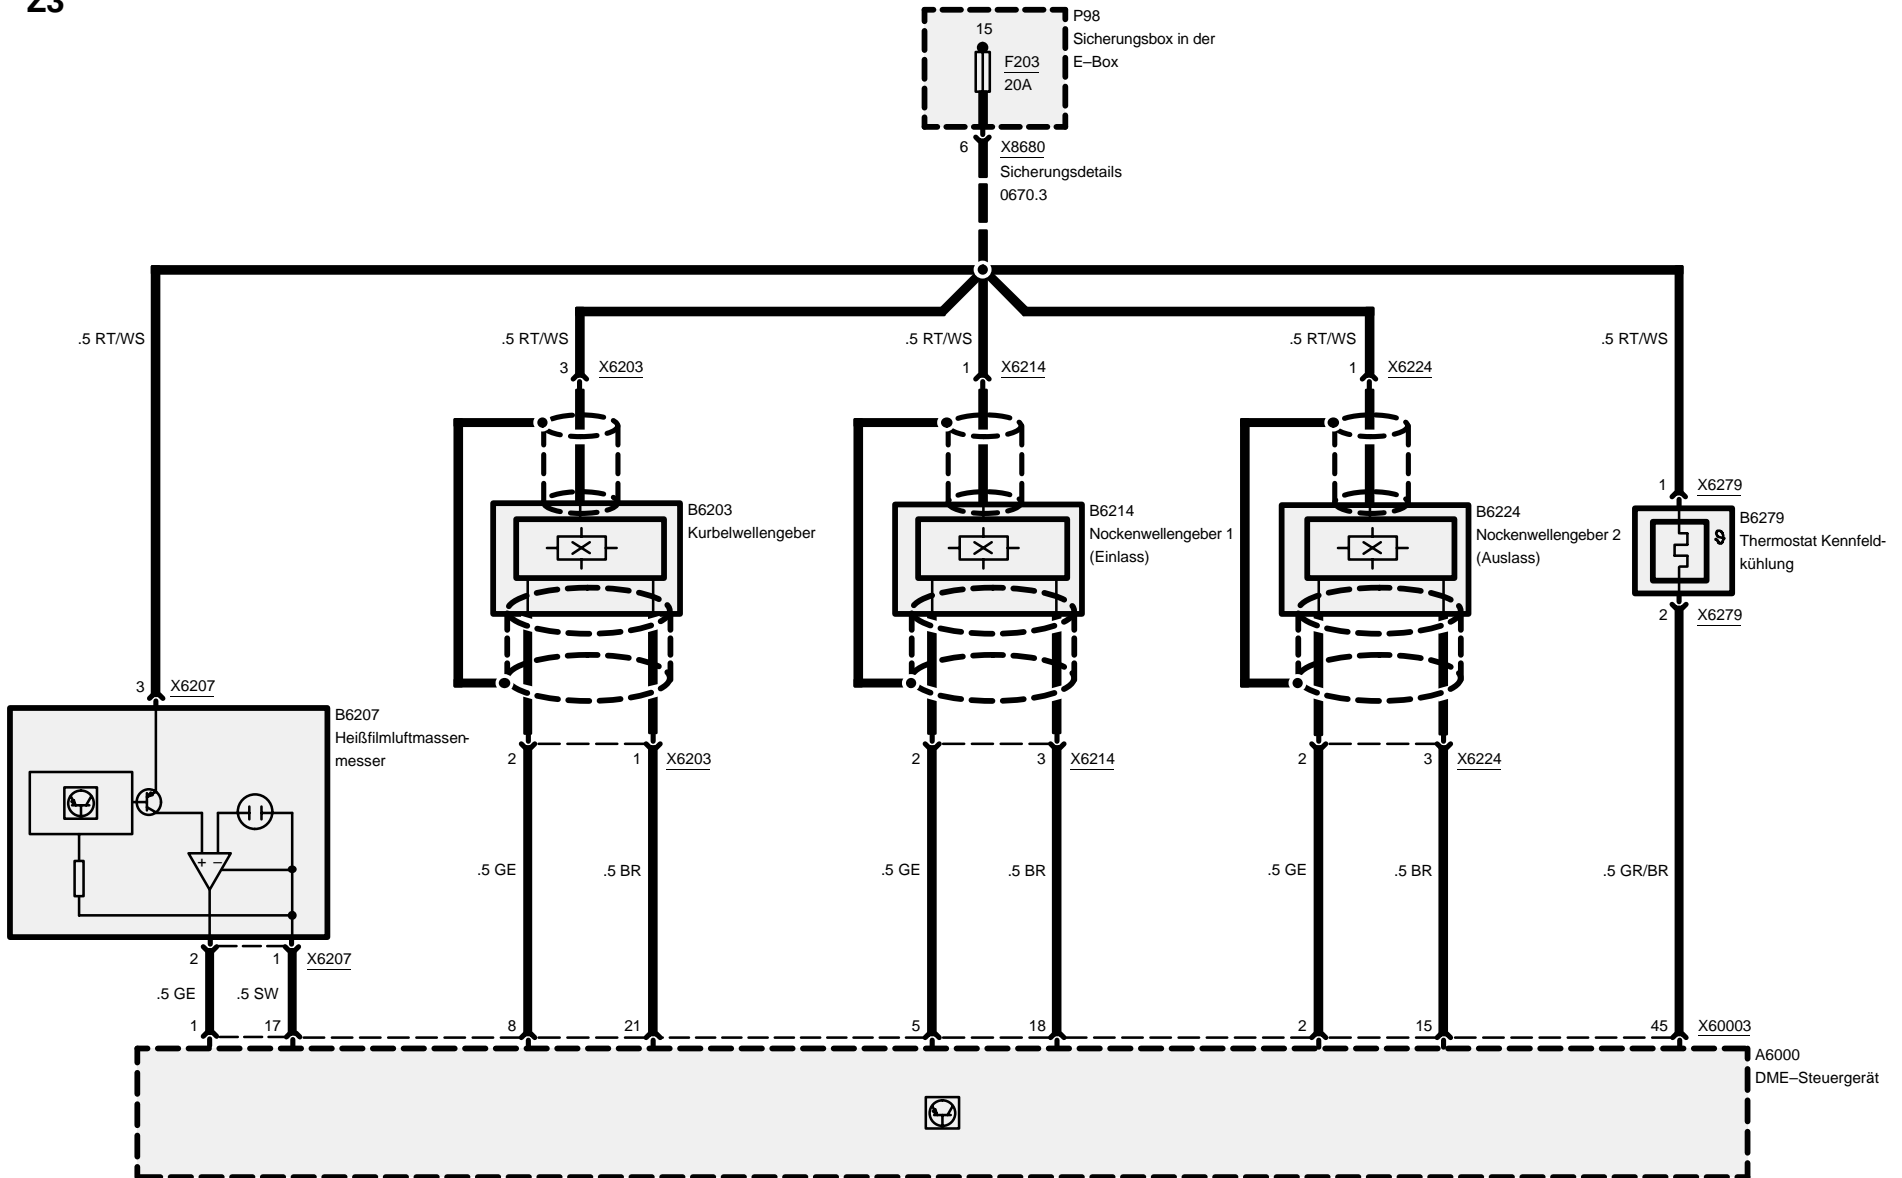 Z3
P98
15
Sicherungsbox in der
F203
E–Box
20A
6 X8680
Sicherungsdetails
0670.3
.5 RT/WS .5 RT/WS .5 RT/WS .5 RT/WS .5 RT/WS
3 X6203 1 X6214 1 X6224
1 X6279
B6203
Kurbelwellengeber
B6214
Nockenwellengeber 1
(Einlass)
B6224
Nockenwellengeber 2
(Auslass)
B6279
Thermostat Kennfeld-
kühlung
ϑ
2 X6279
3 X6207
B6207
Heißfilmluftmassen-
messer
+ –
2 1 X6203 2 3 X6214 2 3 X6224
.5 GE .5 BR .5 GE .5 BR .5 GE .5 BR .5 GR/BR
2 1 X6207
.5 GE .5 SW
1 17 8 21 5 18 2 15 45 X60003
A6000
DME–Steuergerät